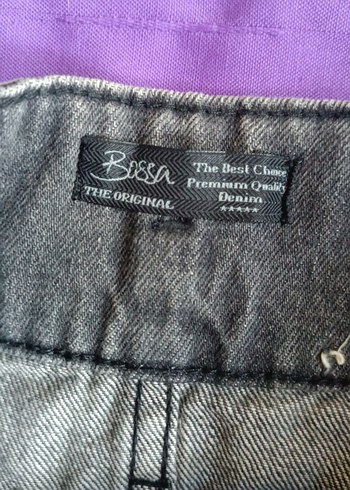 Bossa
THE ORIGINAL
The Best Choice
Premium Quality
Denim